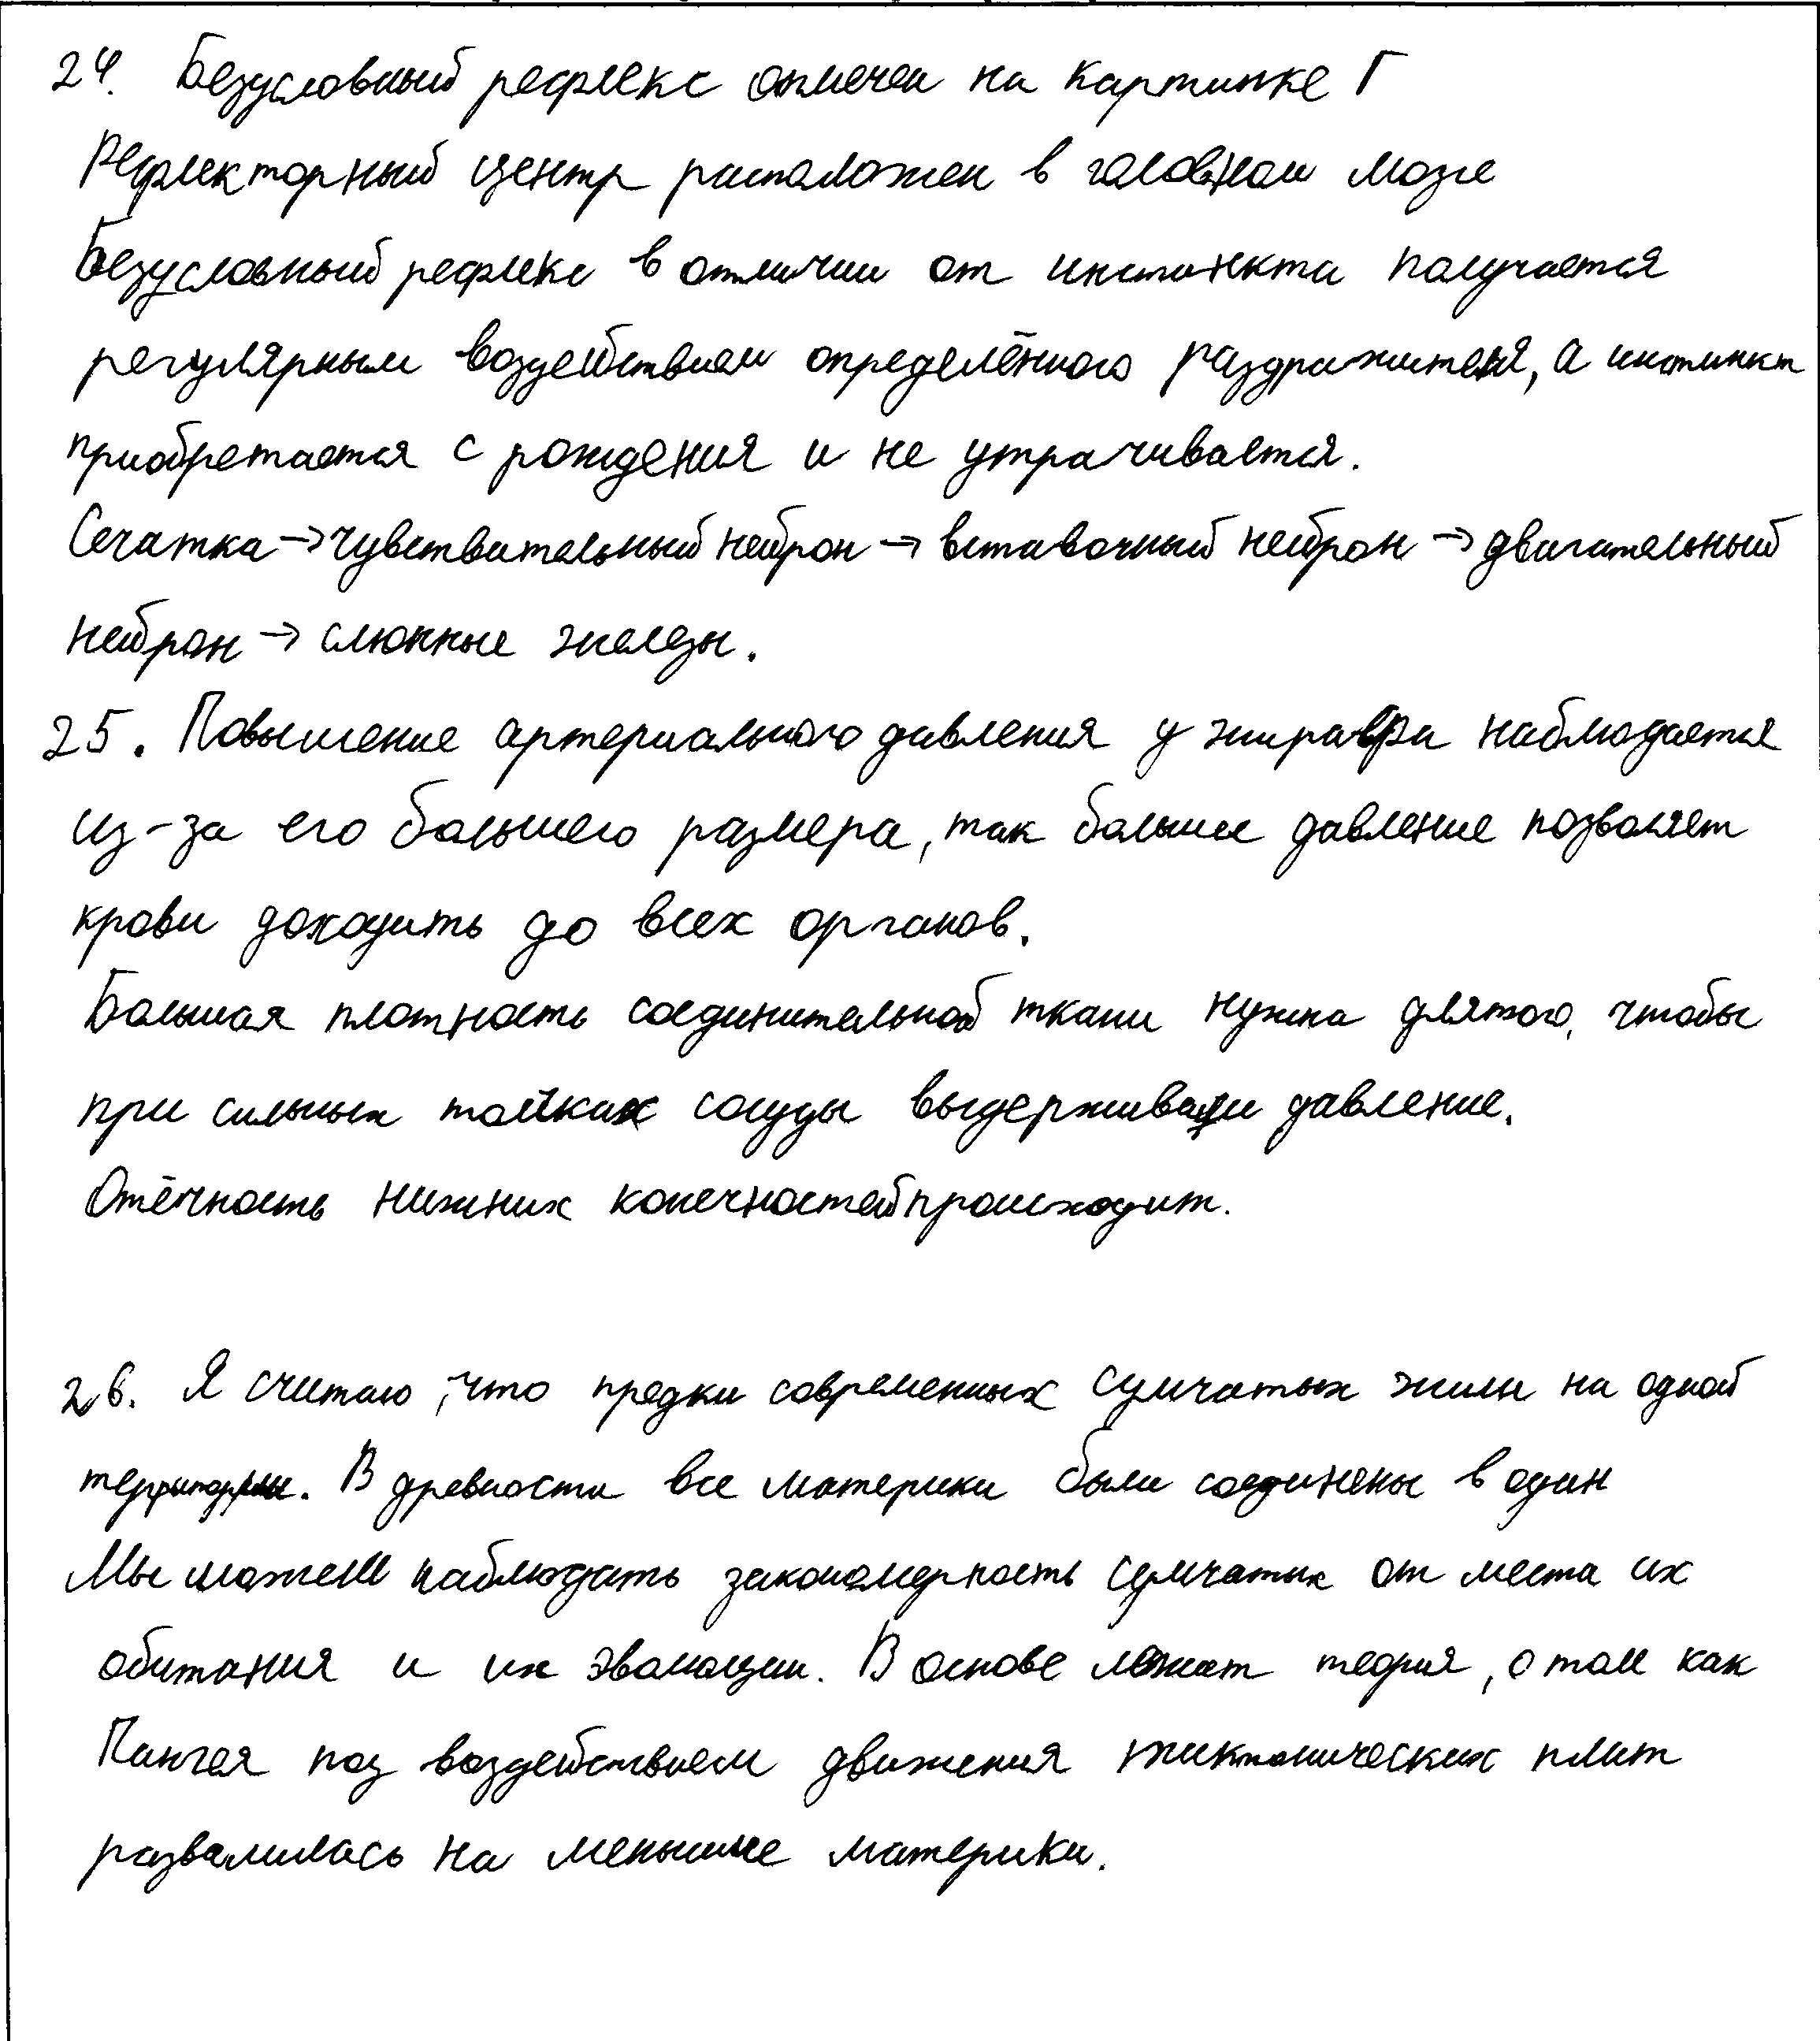 24. Безусловный рефлекс отмечен на картинке Г
Рефлекторный центр расположен в головном мозге
Безусловный рефлекс в отличии от инстинкта получается
регулярным воздействием определённого раздражителя, а инстинкт
приобретается с рождения и не утрачивается.
Сечатка → чувствительный нейрон → вставочный нейрон → двигательный
нейрон → слюнные железы.
25. Повышение артериального давления у жирафа наблюдается
из-за его большего размера, так большее давление позволяет
крови доходить до всех органов.
Большая плотность соединительной ткани нужна для того, чтобы
при сильных толчках сосуды выдерживали давление.
Отёчность нижних конечностей происходит.
26. Я считаю, что предки современных сумчатых жили на одной
территории. В древности все материки были соединены в один
Мы можем наблюдать закономерность сумчатых от места их
обитания и их эволюции. В основе лежит теория, о том как
Пангея под воздействием движения тиктонических плит
развалилась на меньшие материки.